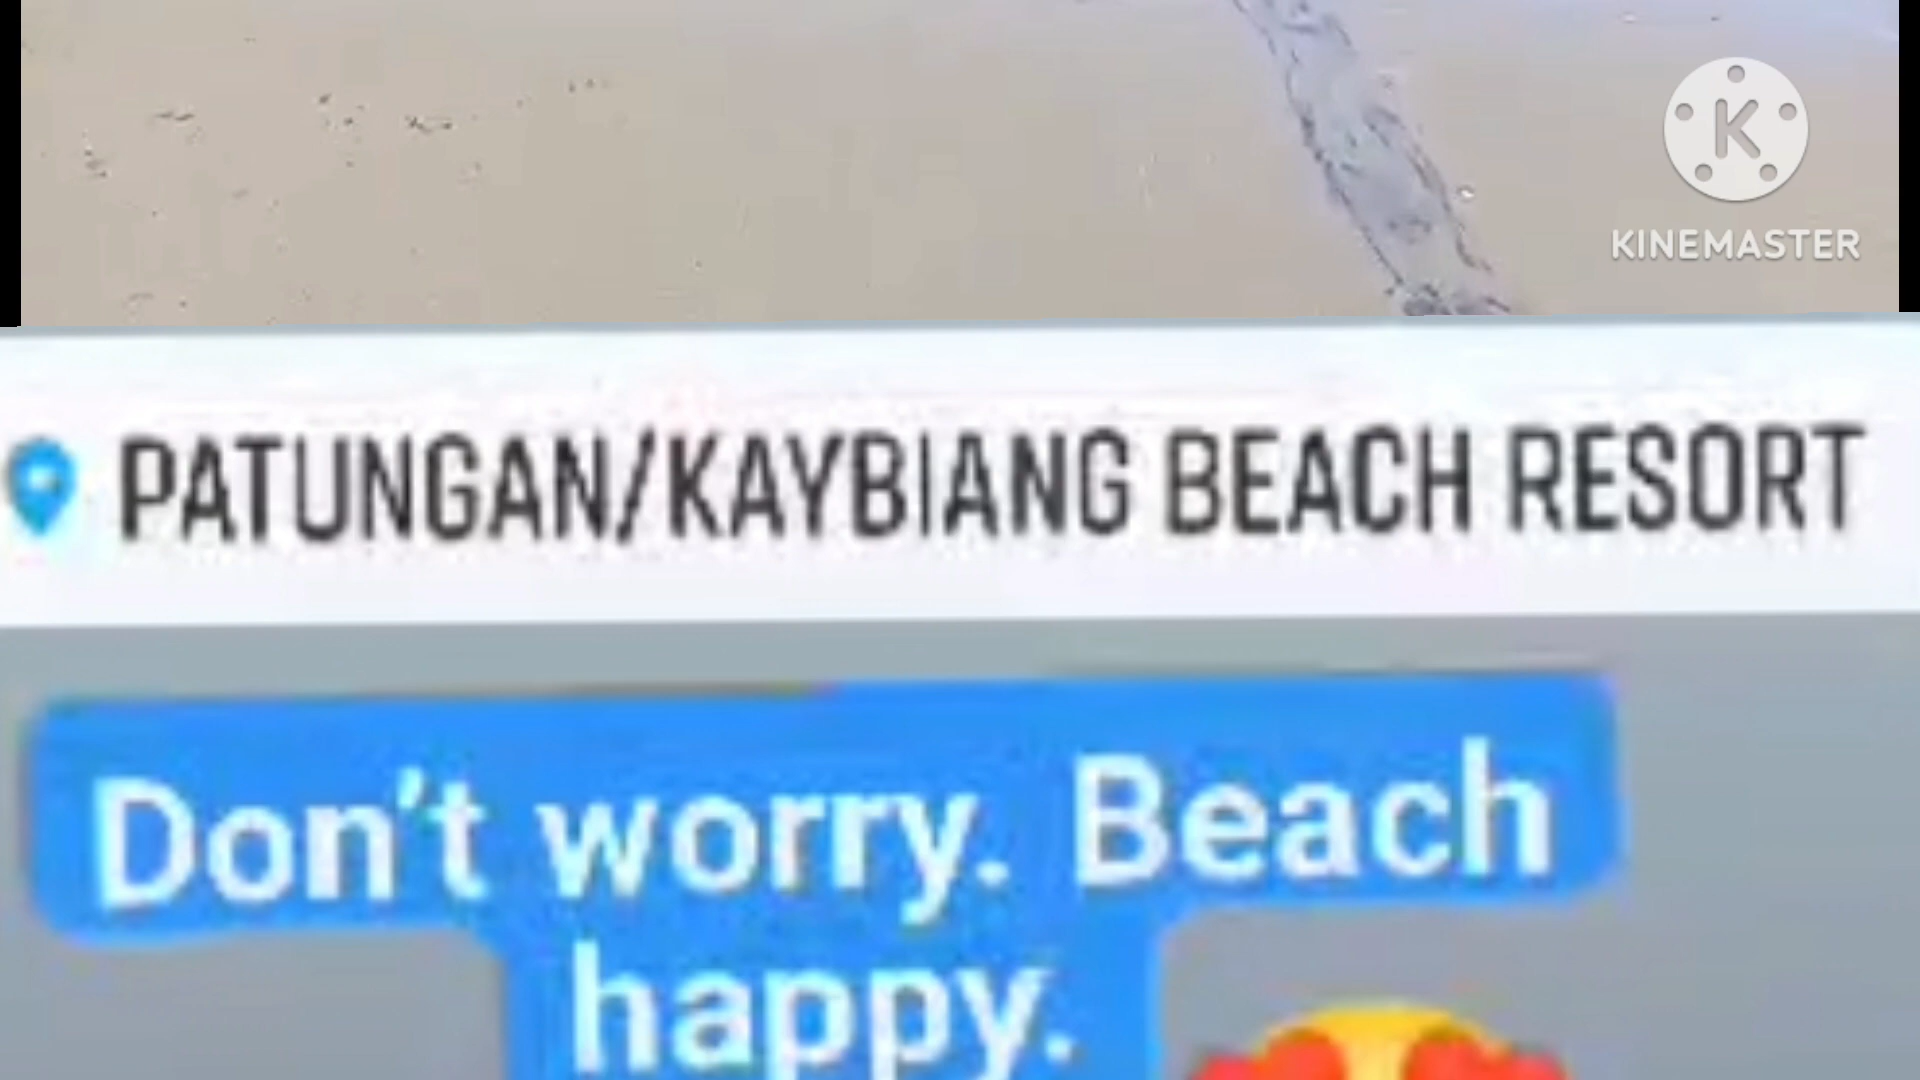 K
KINEMASTER
PATUNGAN/KAYBIANG BEACH RESORT
Don't worry. Beach
happy.